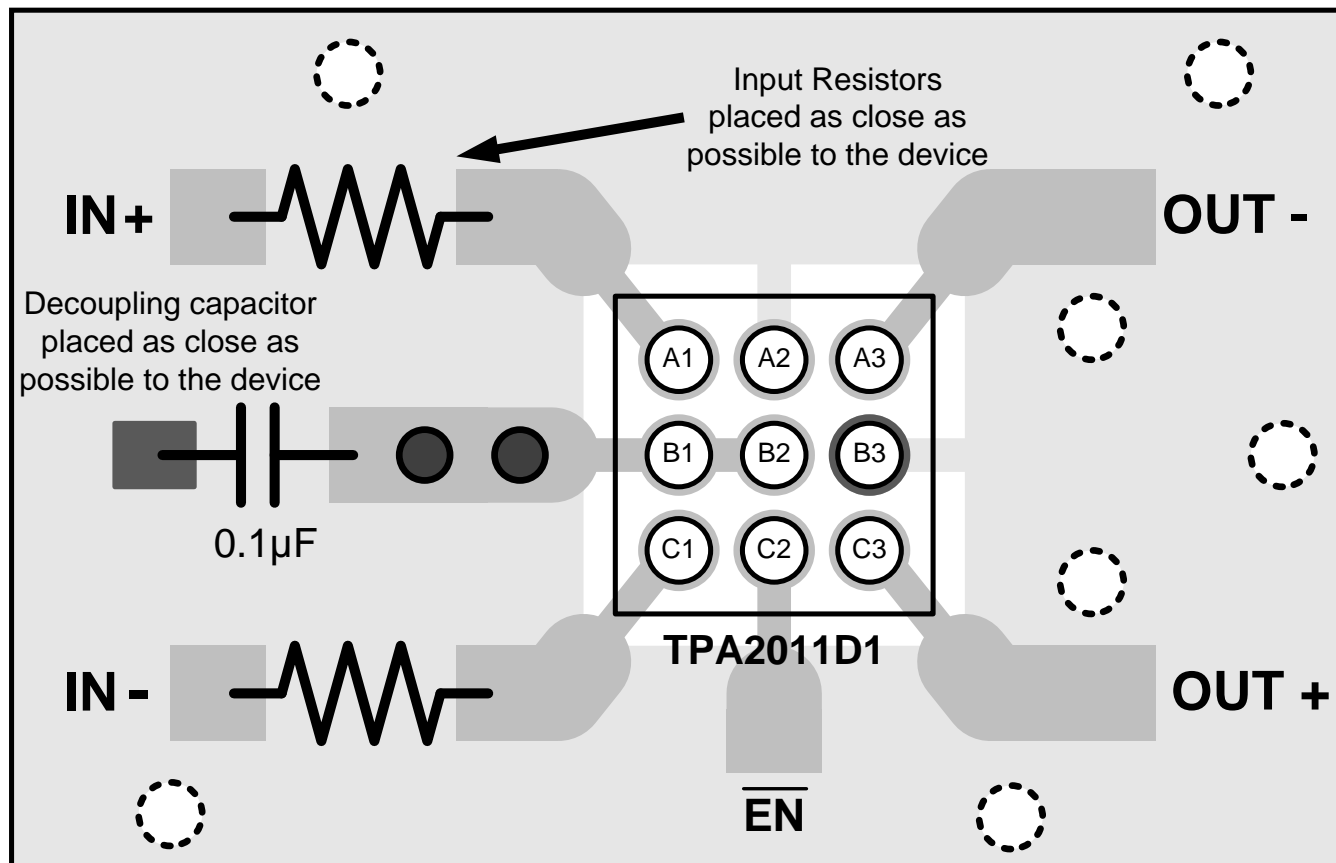 Input Resistors
placed as close as
possible to the device
IN+
OUT -
Decoupling capacitor
placed as close as
possible to the device
A1
A2
A3
B1
B2
B3
0.1µF
C1
C2
C3
TPA2011D1
IN-
OUT +
EN